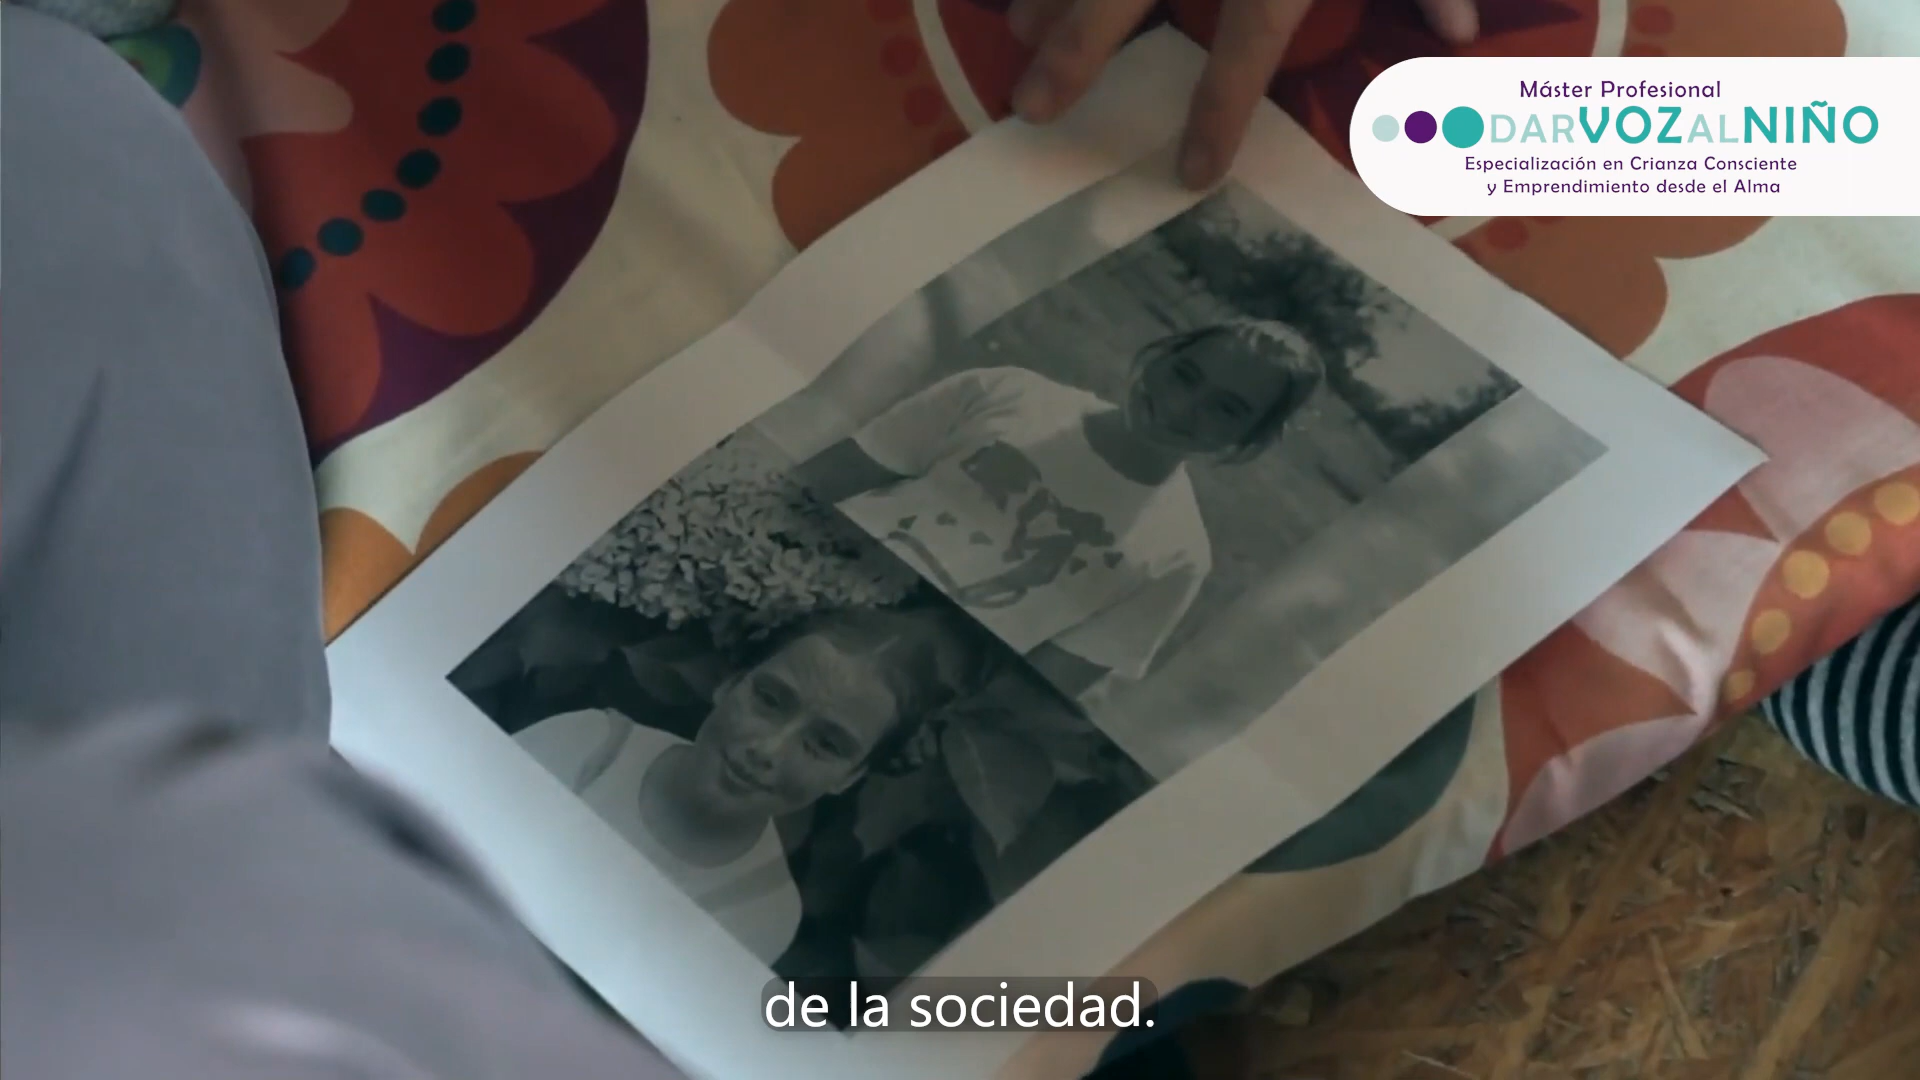 Máster Profesional
DARVOZALNIÑO
Especialización en Crianza Consciente
y Emprendimiento desde el Alma
de la sociedad.